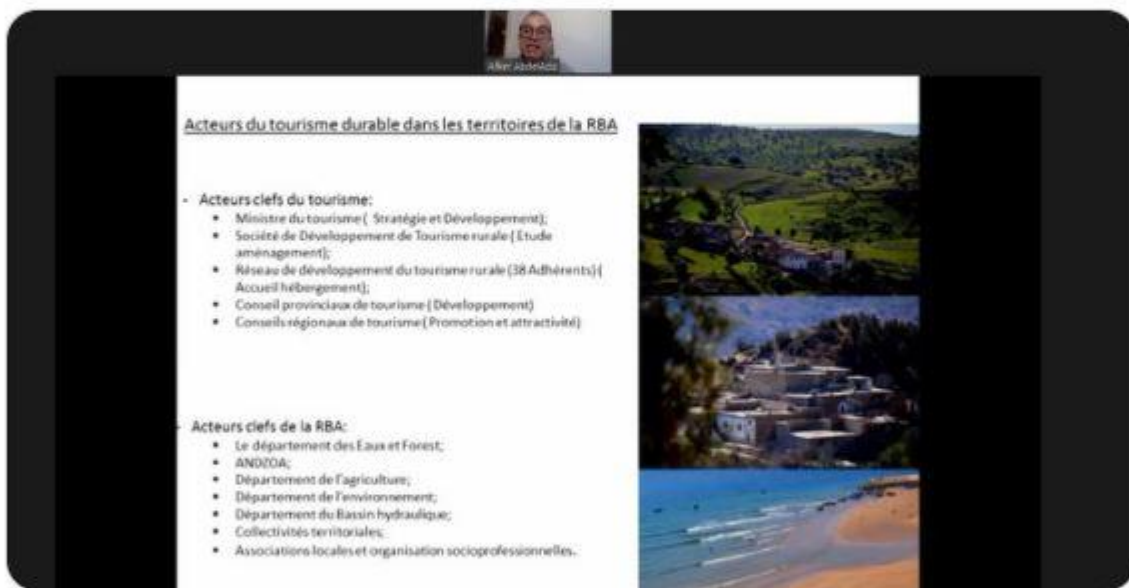 Afker AbdelAziz
Acteurs du tourisme durable dans les territoires de la RBA
- Acteurs clefs du tourisme:
▪ Ministre du tourisme ( Stratégie et Développement);
▪ Société de Développement de Tourisme rurale ( Etude
aménagement);
▪ Réseau de développement du tourisme rurale (38 Adhérents) (
Accueil hébergement);
▪ Conseil provinciaux de tourisme ( Développement)
▪ Conseils régionaux de tourisme ( Promotion et attractivité)
- Acteurs clefs de la RBA:
▪ Le département des Eaux et Forest;
▪ ANDZOA;
▪ Département de l'agriculture;
▪ Département de l'environnement;
▪ Département du Bassin hydraulique;
▪ Collectivités territoriales;
▪ Associations locales et organisation socioprofessionnelles.